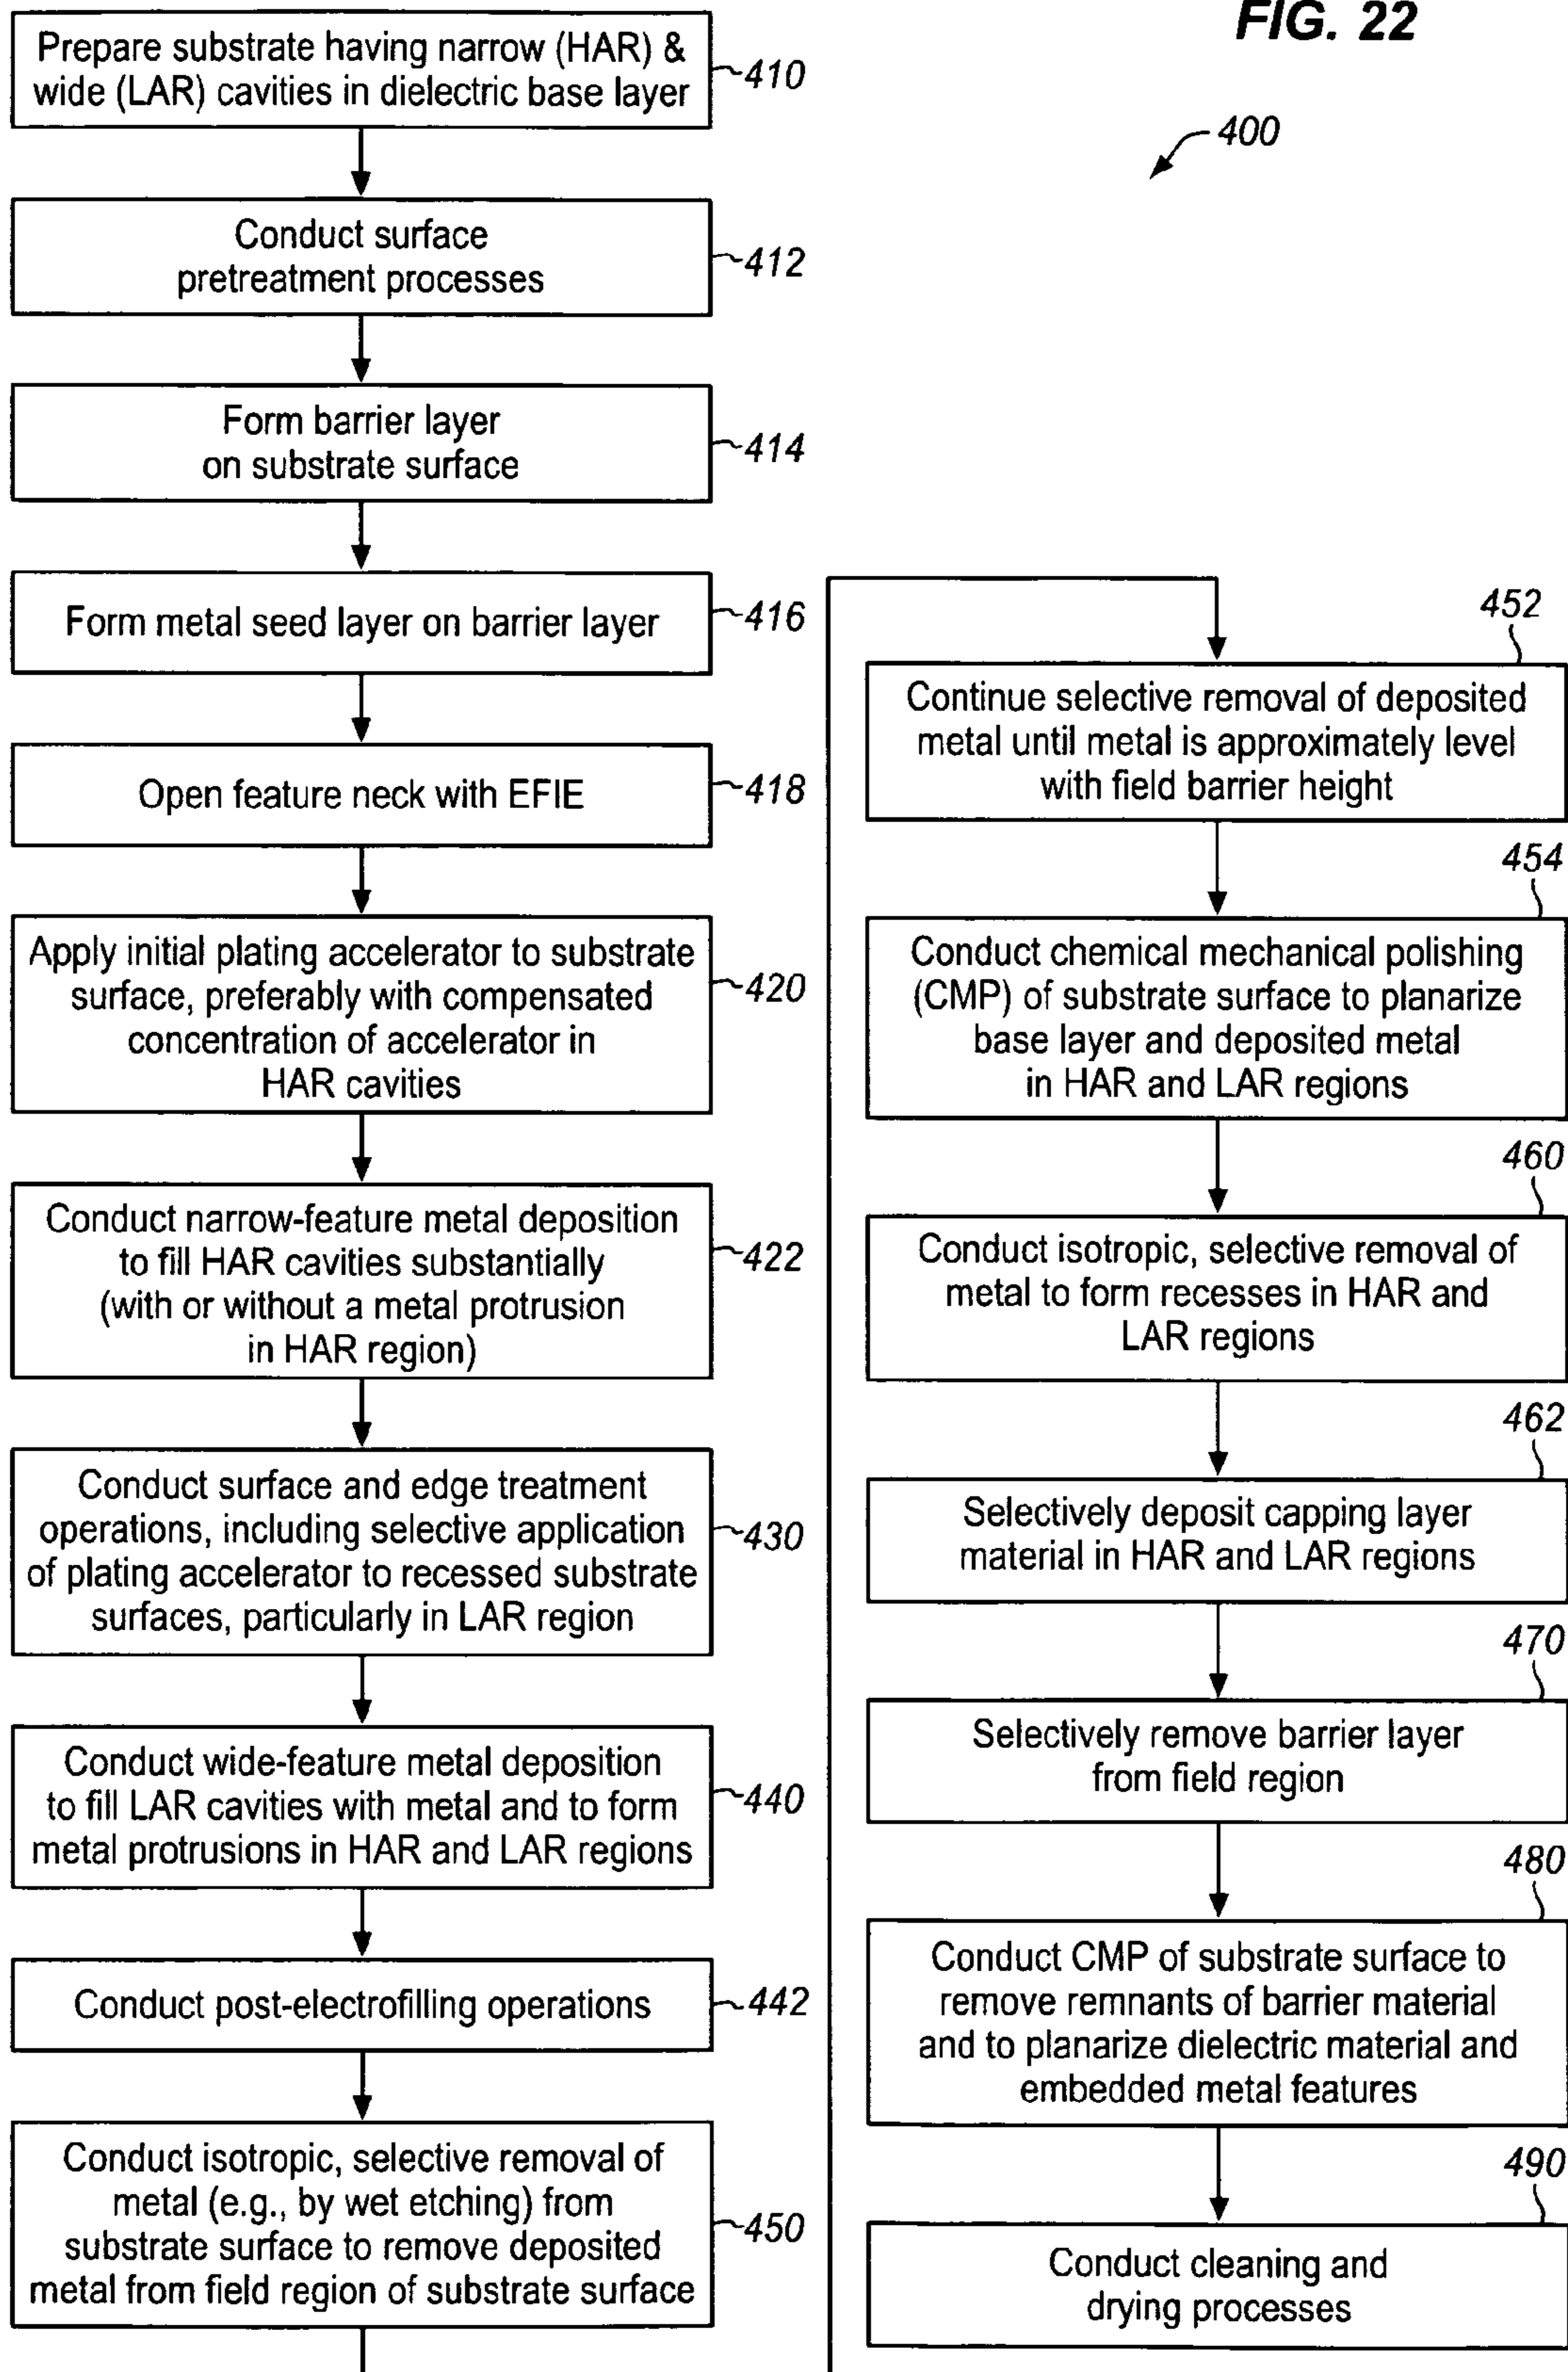 FIG. 22
400
Prepare substrate having narrow (HAR) &
wide (LAR) cavities in dielectric base layer
410
Conduct surface
pretreatment processes
412
Form barrier layer
on substrate surface
414
Form metal seed layer on barrier layer
416
Open feature neck with EFIE
418
Apply initial plating accelerator to substrate
surface, preferably with compensated
concentration of accelerator in
HAR cavities
420
Conduct narrow-feature metal deposition
to fill HAR cavities substantially
(with or without a metal protrusion
in HAR region)
422
Conduct surface and edge treatment
operations, including selective application
of plating accelerator to recessed substrate
surfaces, particularly in LAR region
430
Conduct wide-feature metal deposition
to fill LAR cavities with metal and to form
metal protrusions in HAR and LAR regions
440
Conduct post-electrofilling operations
442
Conduct isotropic, selective removal of
metal (e.g., by wet etching) from
substrate surface to remove deposited
metal from field region of substrate surface
450
452
Continue selective removal of deposited
metal until metal is approximately level
with field barrier height
454
Conduct chemical mechanical polishing
(CMP) of substrate surface to planarize
base layer and deposited metal
in HAR and LAR regions
460
Conduct isotropic, selective removal of
metal to form recesses in HAR and
LAR regions
462
Selectively deposit capping layer
material in HAR and LAR regions
470
Selectively remove barrier layer
from field region
480
Conduct CMP of substrate surface to
remove remnants of barrier material
and to planarize dielectric material and
embedded metal features
490
Conduct cleaning and
drying processes